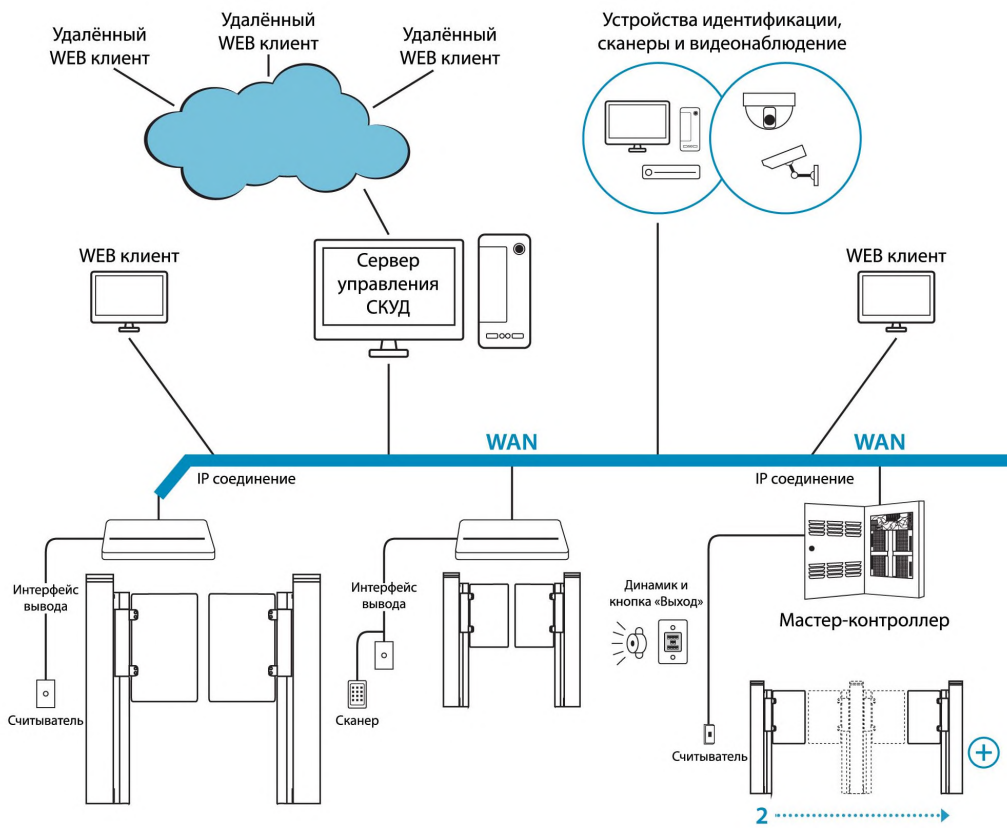 Удалённый
WEB клиент
Удалённый
WEB клиент
Удалённый
WEB клиент
Устройства идентификации,
сканеры и видеонаблюдение
WEB клиент
Сервер
управления
СКУД
WEB клиент
WAN
WAN
IP соединение
IP соединение
Интерфейс
вывода
Считыватель
Интерфейс
вывода
Сканер
Динамик и
кнопка «Выход»
Мастер-контроллер
Считыватель
2